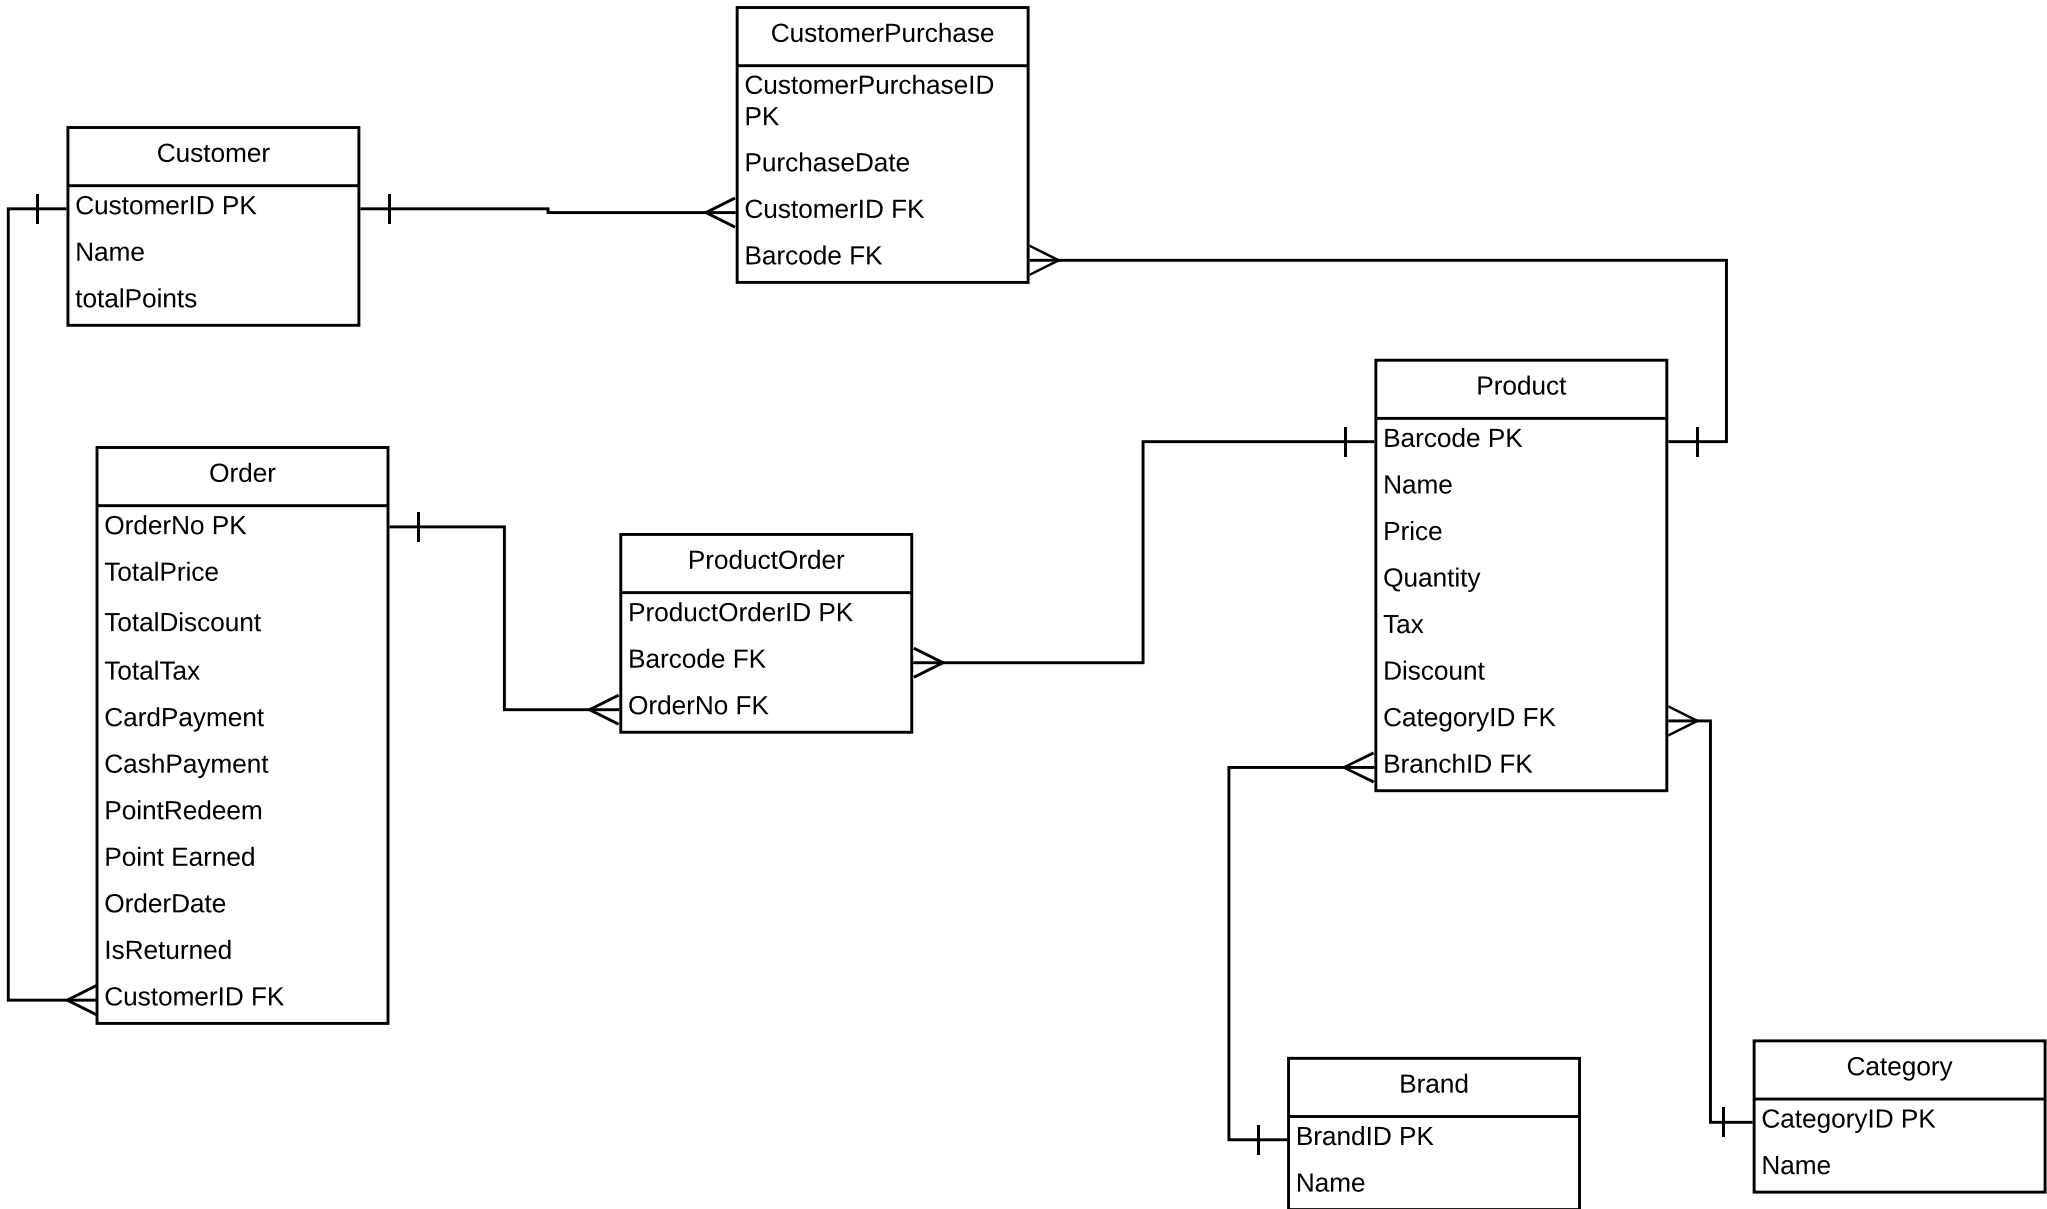 CustomerPurchase
CustomerPurchaseID
PK
PurchaseDate
CustomerID FK
Barcode FK
Customer
CustomerID PK
Name
totalPoints
Product
Barcode PK
Name
Price
Quantity
Tax
Discount
CategoryID FK
BranchID FK
Order
OrderNo PK
TotalPrice
TotalDiscount
TotalTax
CardPayment
CashPayment
PointRedeem
Point Earned
OrderDate
IsReturned
CustomerID FK
ProductOrder
ProductOrderID PK
Barcode FK
OrderNo FK
Brand
BrandID PK
Name
Category
CategoryID PK
Name